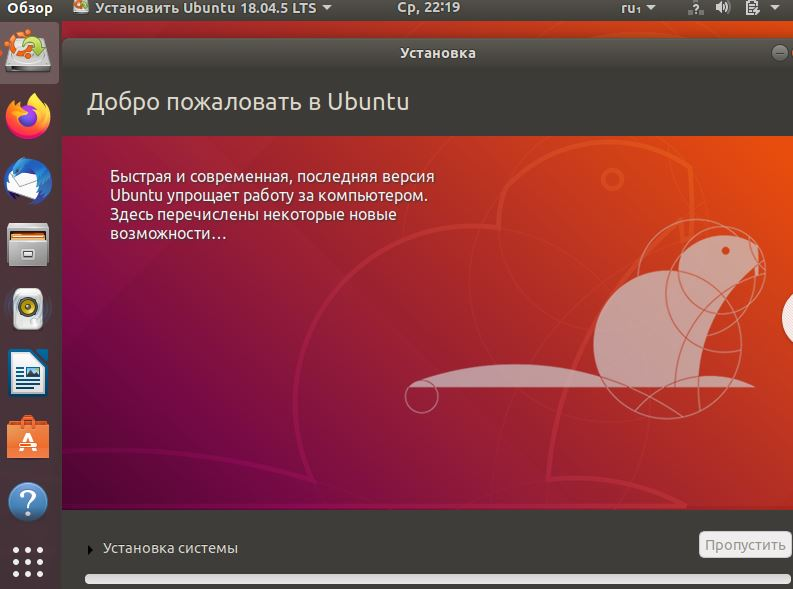 Обзор
Установить Ubuntu 18.04.5 LTS
Ср, 22:19
ru₁
Установка
Добро пожаловать в Ubuntu
Быстрая и современная, последняя версия
Ubuntu упрощает работу за компьютером.
Здесь перечислены некоторые новые
возможности…
Установка системы
Пропустить